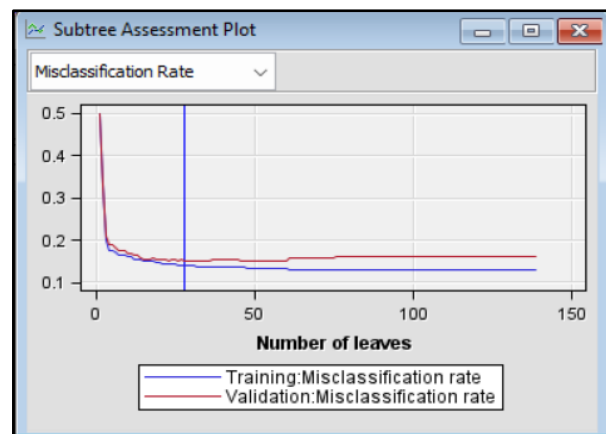 Subtree Assessment Plot
Misclassification Rate
0.5
0.4
0.3
0.2
0.1
0 50 100 150
Number of leaves
Training:Misclassification rate
Validation:Misclassification rate